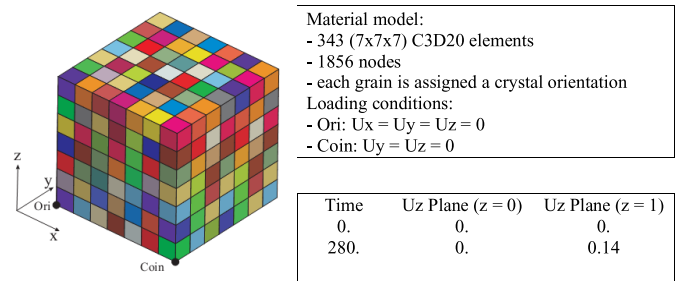 z
y
Ori
x
Coin
Material model:
- 343 (7x7x7) C3D20 elements
- 1856 nodes
- each grain is assigned a crystal orientation
Loading conditions:
- Ori: Ux = Uy = Uz = 0
- Coin: Uy = Uz = 0
Time Uz Plane (z = 0) Uz Plane (z = 1)
0. 0. 0.
280. 0. 0.14